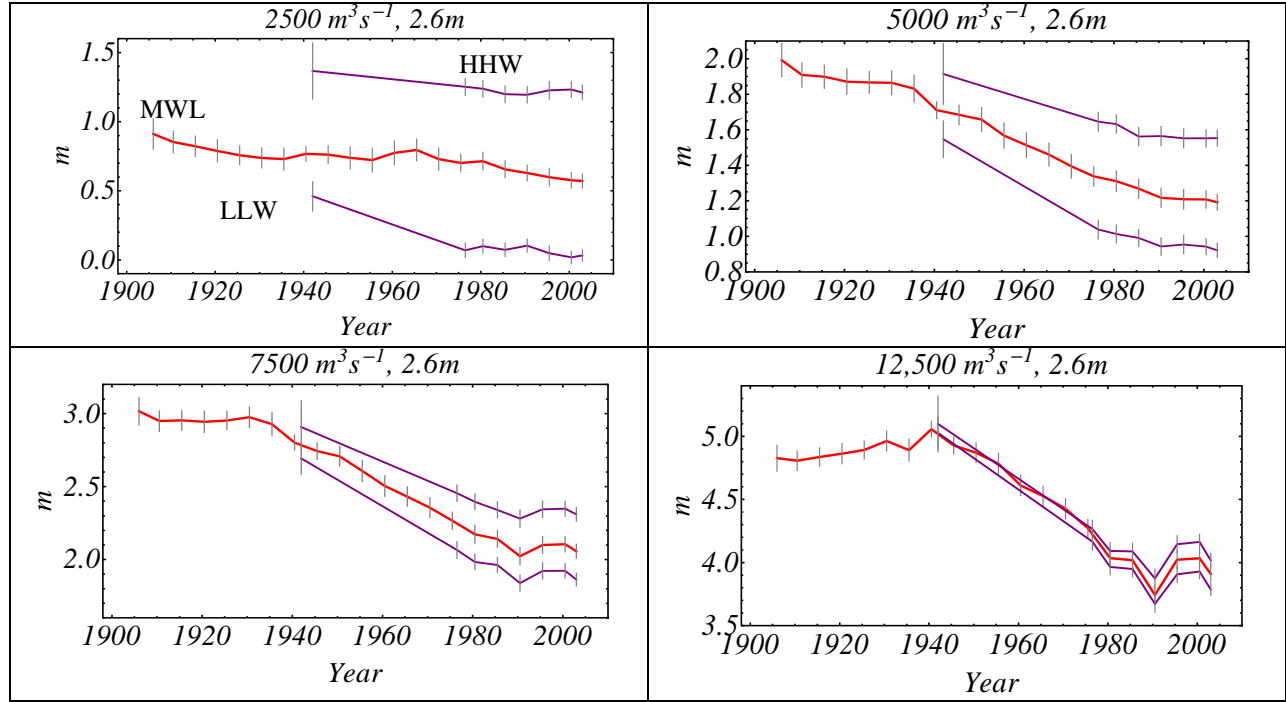 2500 m³s⁻¹, 2.6m
1.5
1.0
0.5
0.0
m
HHW
MWL
LLW
1900 1920 1940 1960 1980 2000
Year
5000 m³s⁻¹, 2.6m
2.0
1.8
1.6
1.4
1.2
1.0
0.8
m
1900 1920 1940 1960 1980 2000
Year
7500 m³s⁻¹, 2.6m
3.0
2.5
2.0
m
1900 1920 1940 1960 1980 2000
Year
12,500 m³s⁻¹, 2.6m
5.0
4.5
4.0
3.5
m
1900 1920 1940 1960 1980 2000
Year